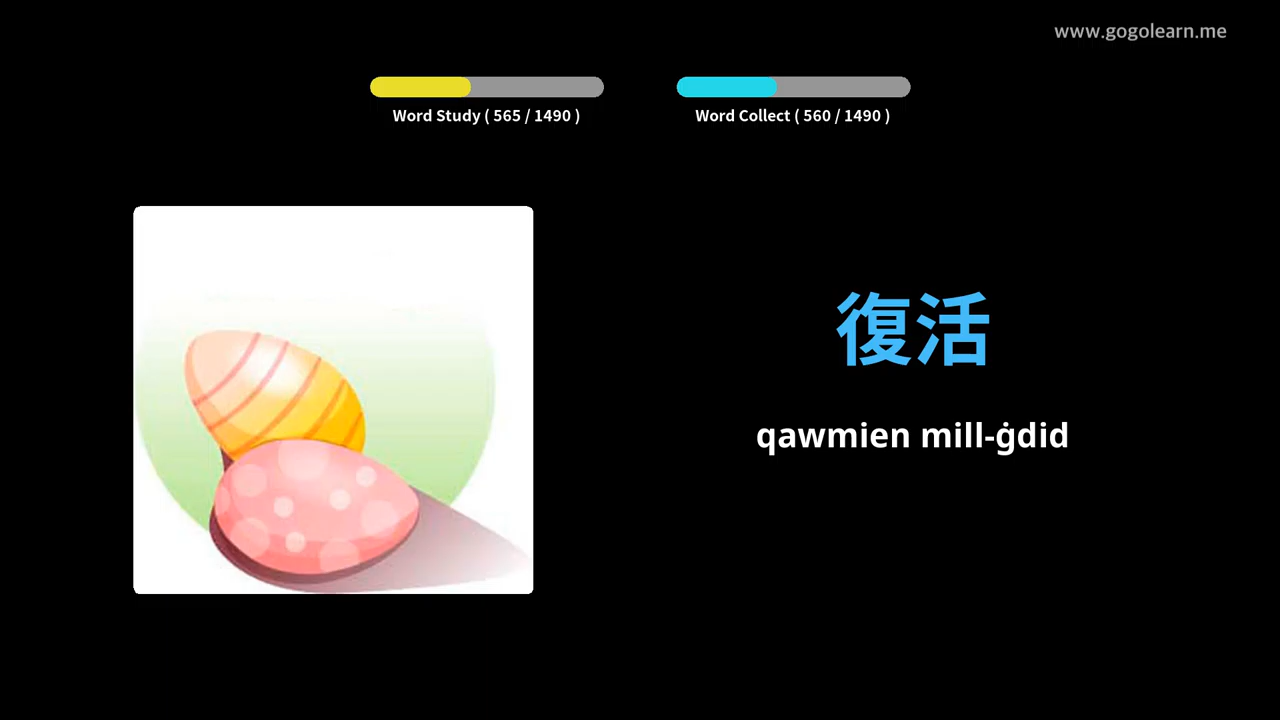 www.gogolearn.me
Word Study ( 565 / 1490 )
Word Collect ( 560 / 1490 )
復活
qawmien mill-ġdid